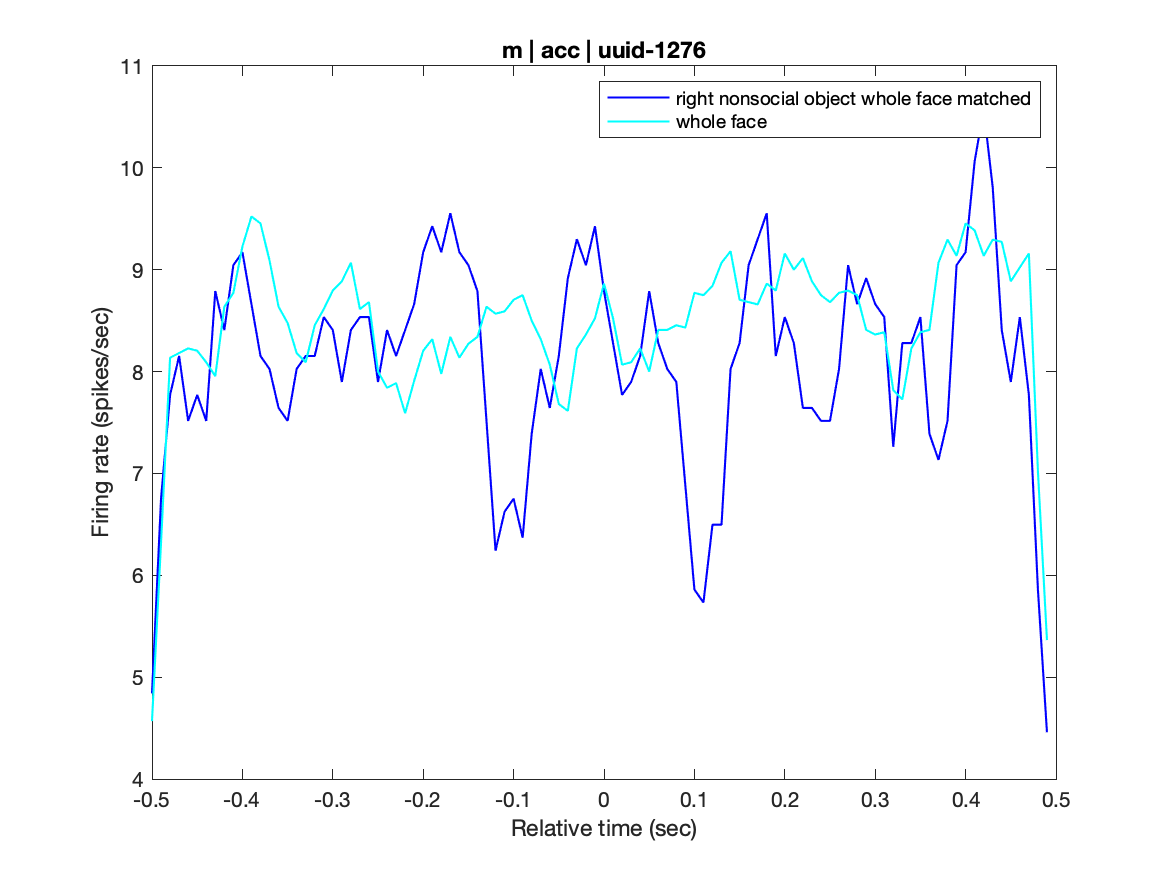 m | acc | uuid-1276
11
10
9
8
7
6
5
4
Firing rate (spikes/sec)
right nonsocial object whole face matched
whole face
-0.5 -0.4 -0.3 -0.2 -0.1 0 0.1 0.2 0.3 0.4 0.5
Relative time (sec)